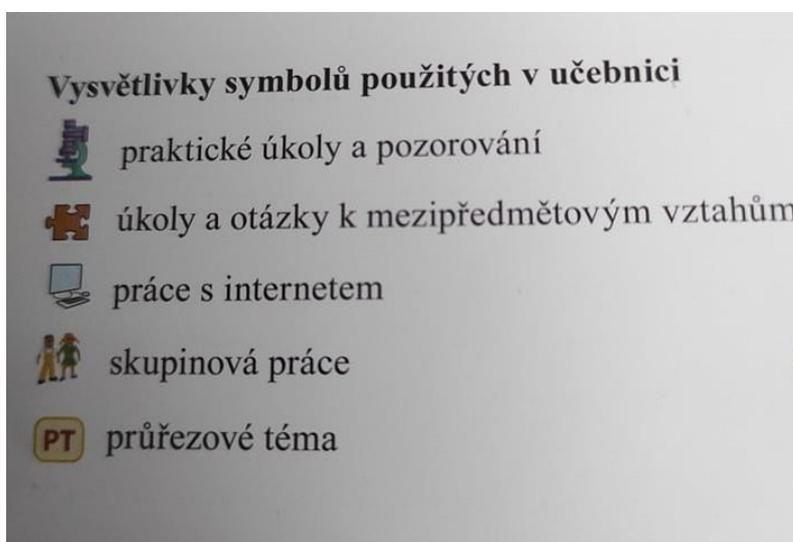 Vysvětlivky symbolů použitých v učebnici
praktické úkoly a pozorování
úkoly a otázky k mezipředmětovým vztahům
práce s internetem
skupinová práce
PT průřezové téma